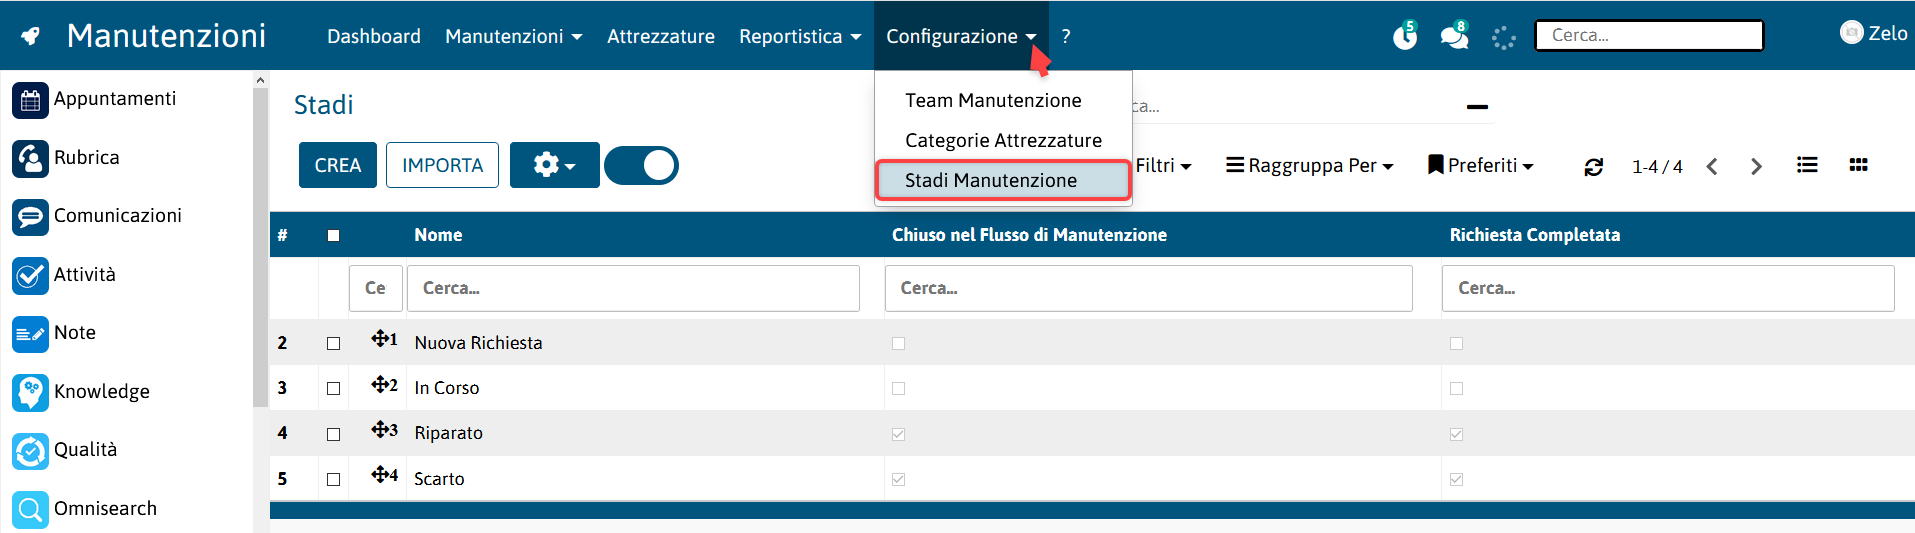 Manutenzioni
Dashboard
Manutenzioni
Attrezzature
Reportistica
Configurazione
?
5
8
Cerca...
Zelo
Appuntamenti
Rubrica
Comunicazioni
Attività
Note
Knowledge
Qualità
Omnisearch
Stadi
Team Manutenzione
Categorie Attrezzature
Stadi Manutenzione
ca...
CREA
IMPORTA
Filtri
Raggruppa Per
Preferiti
1-4 / 4
# Nome Chiuso nel Flusso di Manutenzione Richiesta Completata
Ce Cerca... Cerca... Cerca...
2 1 Nuova Richiesta
3 2 In Corso
4 3 Riparato
5 4 Scarto